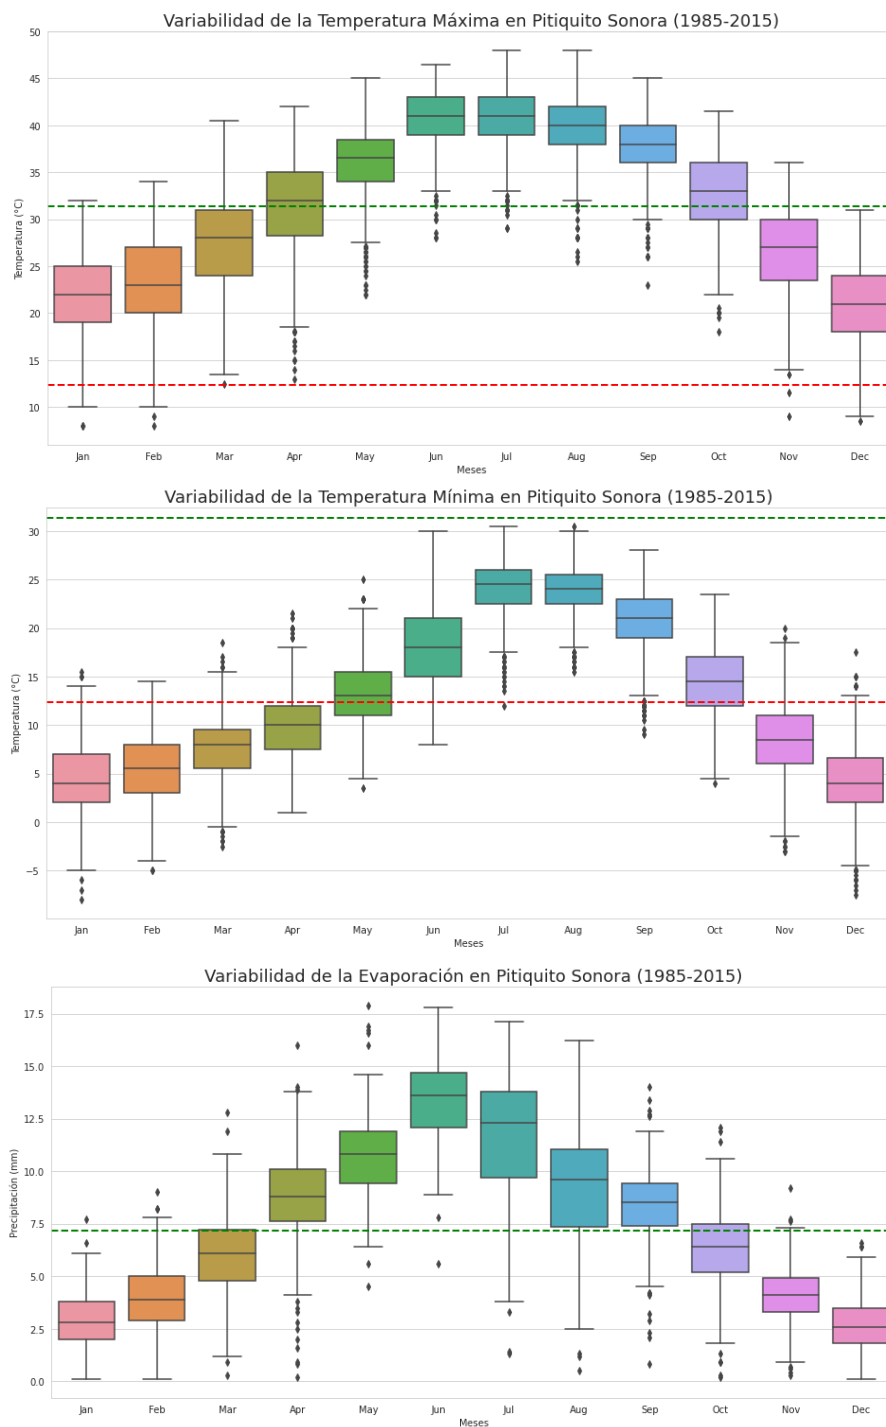 Variabilidad de la Temperatura Máxima en Pitiquito Sonora (1985-2015)
50
45
40
35
30
25
20
15
10
Temperatura (°C)
Jan Feb Mar Apr May Jun Jul Aug Sep Oct Nov Dec
Meses
Variabilidad de la Temperatura Mínima en Pitiquito Sonora (1985-2015)
30
25
20
15
10
5
0
−5
Temperatura (°C)
Jan Feb Mar Apr May Jun Jul Aug Sep Oct Nov Dec
Meses
Variabilidad de la Evaporación en Pitiquito Sonora (1985-2015)
17.5
15.0
12.5
10.0
7.5
5.0
2.5
0.0
Precipitación (mm)
Jan Feb Mar Apr May Jun Jul Aug Sep Oct Nov Dec
Meses